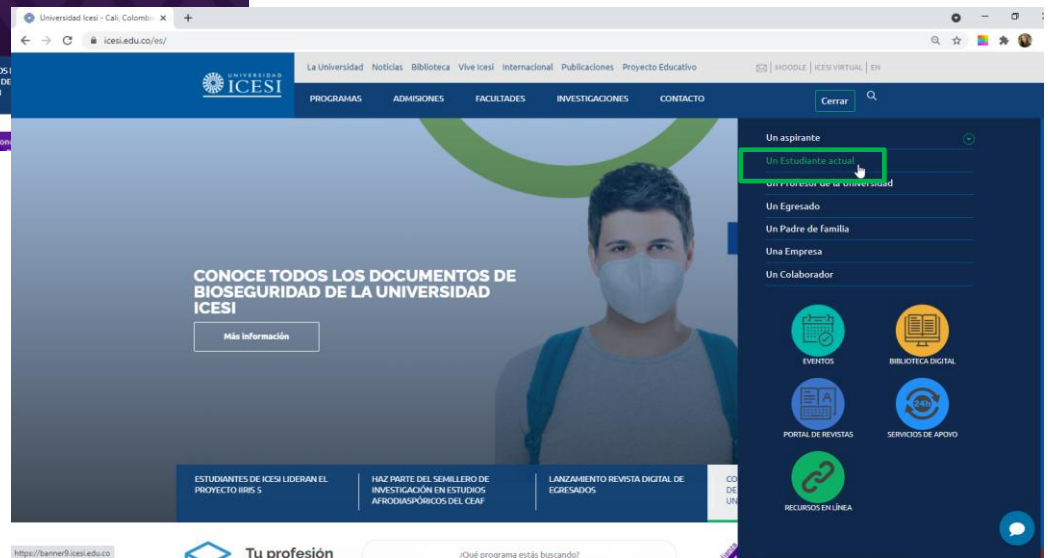 Universidad Icesi - Cali, Colombi
icesi.edu.co/es/
La Universidad Noticias Biblioteca Vive Icesi Internacional Publicaciones Proyecto Educativo
MOODLE | ICESI VIRTUAL | EN
UNIVERSIDAD
ICESI
PROGRAMAS ADMISIONES FACULTADES INVESTIGACIONES CONTACTO
Cerrar
Un aspirante
Un Estudiante actual
Un Profesor de la Universidad
Un Egresado
Un Padre de familia
Una Empresa
Un Colaborador
CONOCE TODOS LOS DOCUMENTOS DE
BIOSEGURIDAD DE LA UNIVERSIDAD
ICESI
Más información
EVENTOS
BIBLIOTECA DIGITAL
24h
PORTAL DE REVISTAS
SERVICIOS DE APOYO
RECURSOS EN LÍNEA
ESTUDIANTES DE ICESI LIDERAN EL
PROYECTO IIRIS 5
HAZ PARTE DEL SEMILLERO DE
INVESTIGACIÓN EN ESTUDIOS
AFRODIASPÓRICOS DEL CEAF
LANZAMIENTO REVISTA DIGITAL DE
EGRESADOS
CO
DE
UN
https://banner9.icesi.edu.co
Tu profesión
¿Qué programa estás buscando?